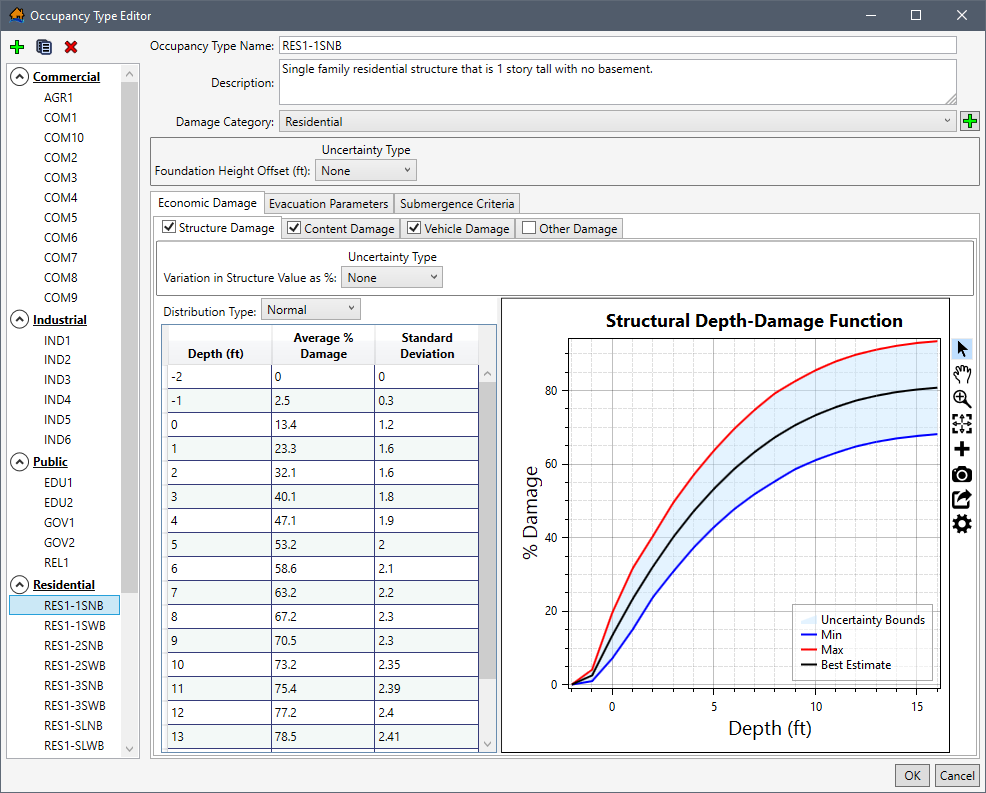 Occupancy Type Editor
Occupancy Type Name: RES1-1SNB
Description: Single family residential structure that is 1 story tall with no basement.
Damage Category: Residential
Uncertainty Type
Foundation Height Offset (ft): None
Commercial
AGR1
COM1
COM10
COM2
COM3
COM4
COM5
COM6
COM7
COM8
COM9
Industrial
IND1
IND2
IND3
IND4
IND5
IND6
Public
EDU1
EDU2
GOV1
GOV2
REL1
Residential
RES1-1SNB
RES1-1SWB
RES1-2SNB
RES1-2SWB
RES1-3SNB
RES1-3SWB
RES1-SLNB
RES1-SLWB
Economic Damage Evacuation Parameters Submergence Criteria
Structure Damage Content Damage Vehicle Damage Other Damage
Uncertainty Type
Variation in Structure Value as %: None
Distribution Type: Normal
Depth (ft) Average % Damage Standard Deviation
-2 0 0
-1 2.5 0.3
0 13.4 1.2
1 23.3 1.6
2 32.1 1.6
3 40.1 1.8
4 47.1 1.9
5 53.2 2
6 58.6 2.1
7 63.2 2.2
8 67.2 2.3
9 70.5 2.3
10 73.2 2.35
11 75.4 2.39
12 77.2 2.4
13 78.5 2.41
Structural Depth-Damage Function
% Damage
80
60
40
20
0
0 5 10 15
Depth (ft)
Uncertainty Bounds
Min
Max
Best Estimate
OK Cancel